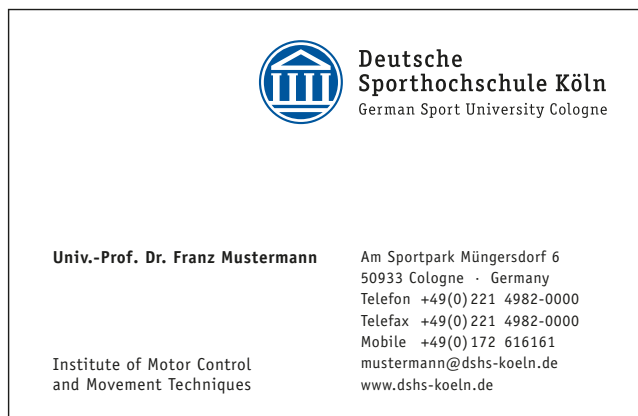 Deutsche
Sporthochschule Köln
German Sport University Cologne
Univ.-Prof. Dr. Franz Mustermann
Am Sportpark Müngersdorf 6
50933 Cologne · Germany
Telefon +49(0)221 4982-0000
Telefax +49(0)221 4982-0000
Mobile +49(0)172 616161
mustermann@dshs-koeln.de
www.dshs-koeln.de
Institute of Motor Control
and Movement Techniques